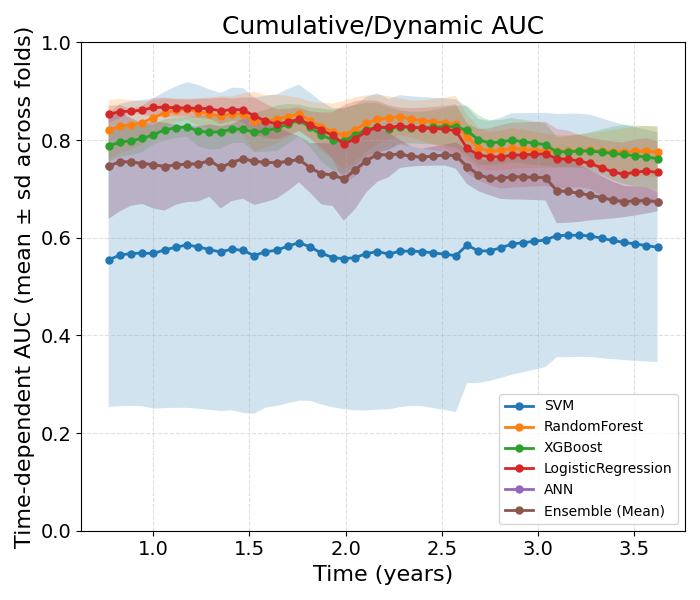 Cumulative/Dynamic AUC
Time-dependent AUC (mean ± sd across folds)
1.0
0.8
0.6
0.4
0.2
0.0
SVM
RandomForest
XGBoost
LogisticRegression
ANN
Ensemble (Mean)
1.0 1.5 2.0 2.5 3.0 3.5
Time (years)